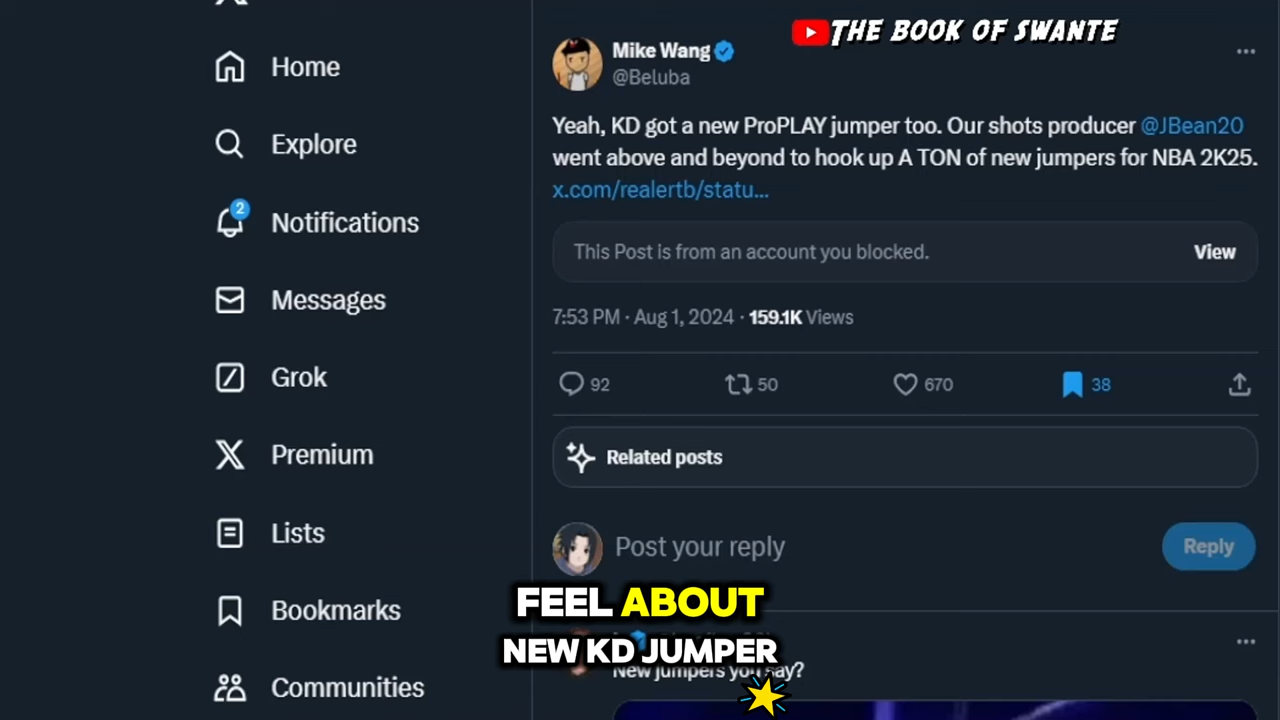 THE BOOK OF SWANTE
Home
Explore
2
Notifications
Messages
Grok
Premium
Lists
Bookmarks
Communities
Mike Wang
@Beluba
Yeah, KD got a new ProPLAY jumper too. Our shots producer @JBean20
went above and beyond to hook up A TON of new jumpers for NBA 2K25.
x.com/realertb/statu...
This Post is from an account you blocked.
View
7:53 PM · Aug 1, 2024 · 159.1K Views
92 50 670 38
Related posts
Post your reply
Reply
FEEL ABOUT
NEW KD JUMPER
New jumpers you say?